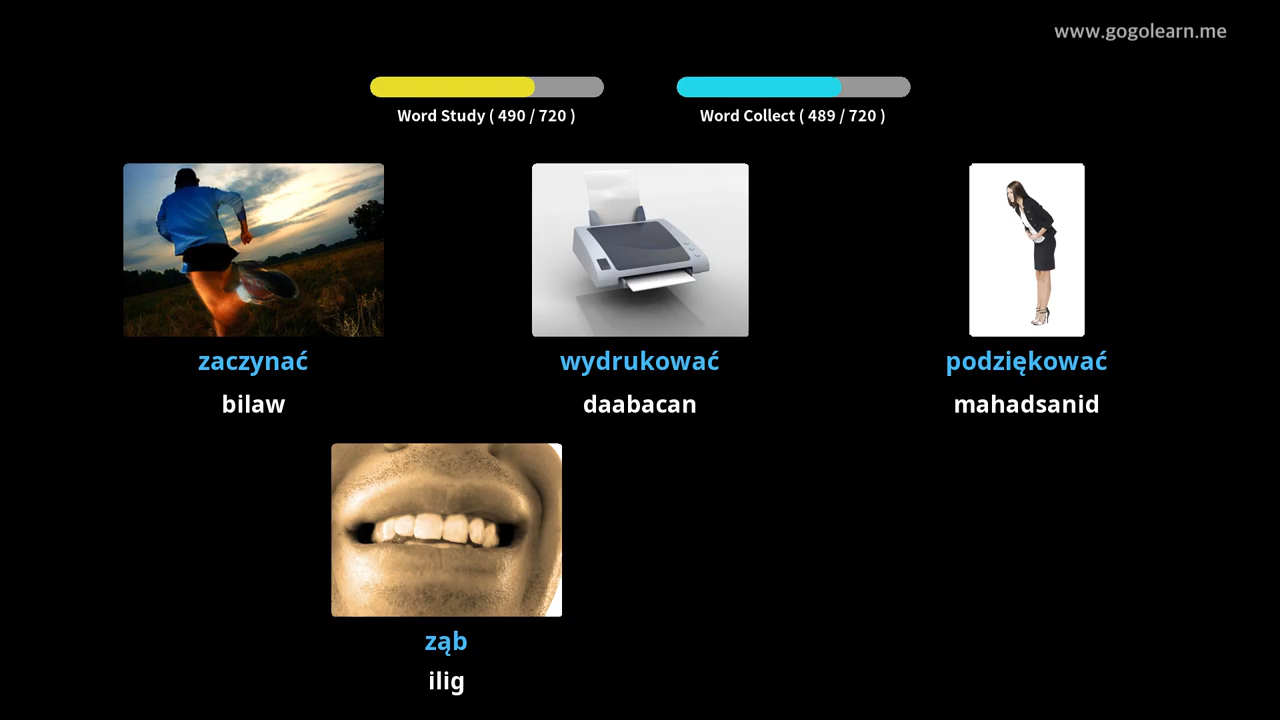 www.gogolearn.me
Word Study ( 490 / 720 )
Word Collect ( 489 / 720 )
zaczynać
bilaw
wydrukować
daabacan
podziękować
mahadsanid
ząb
ilig